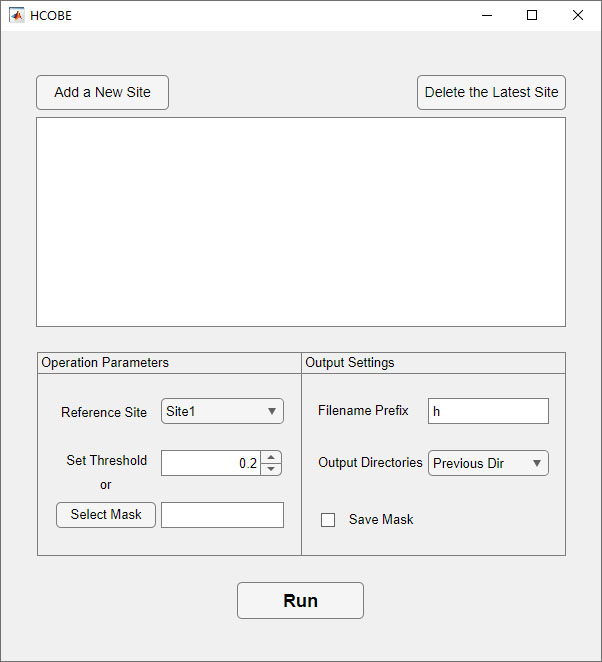 HCOBE
Add a New Site
Delete the Latest Site
Operation Parameters
Output Settings
Reference Site
Site1
Filename Prefix
h
Set Threshold
0.2
Output Directories
Previous Dir
or
Select Mask
Save Mask
Run